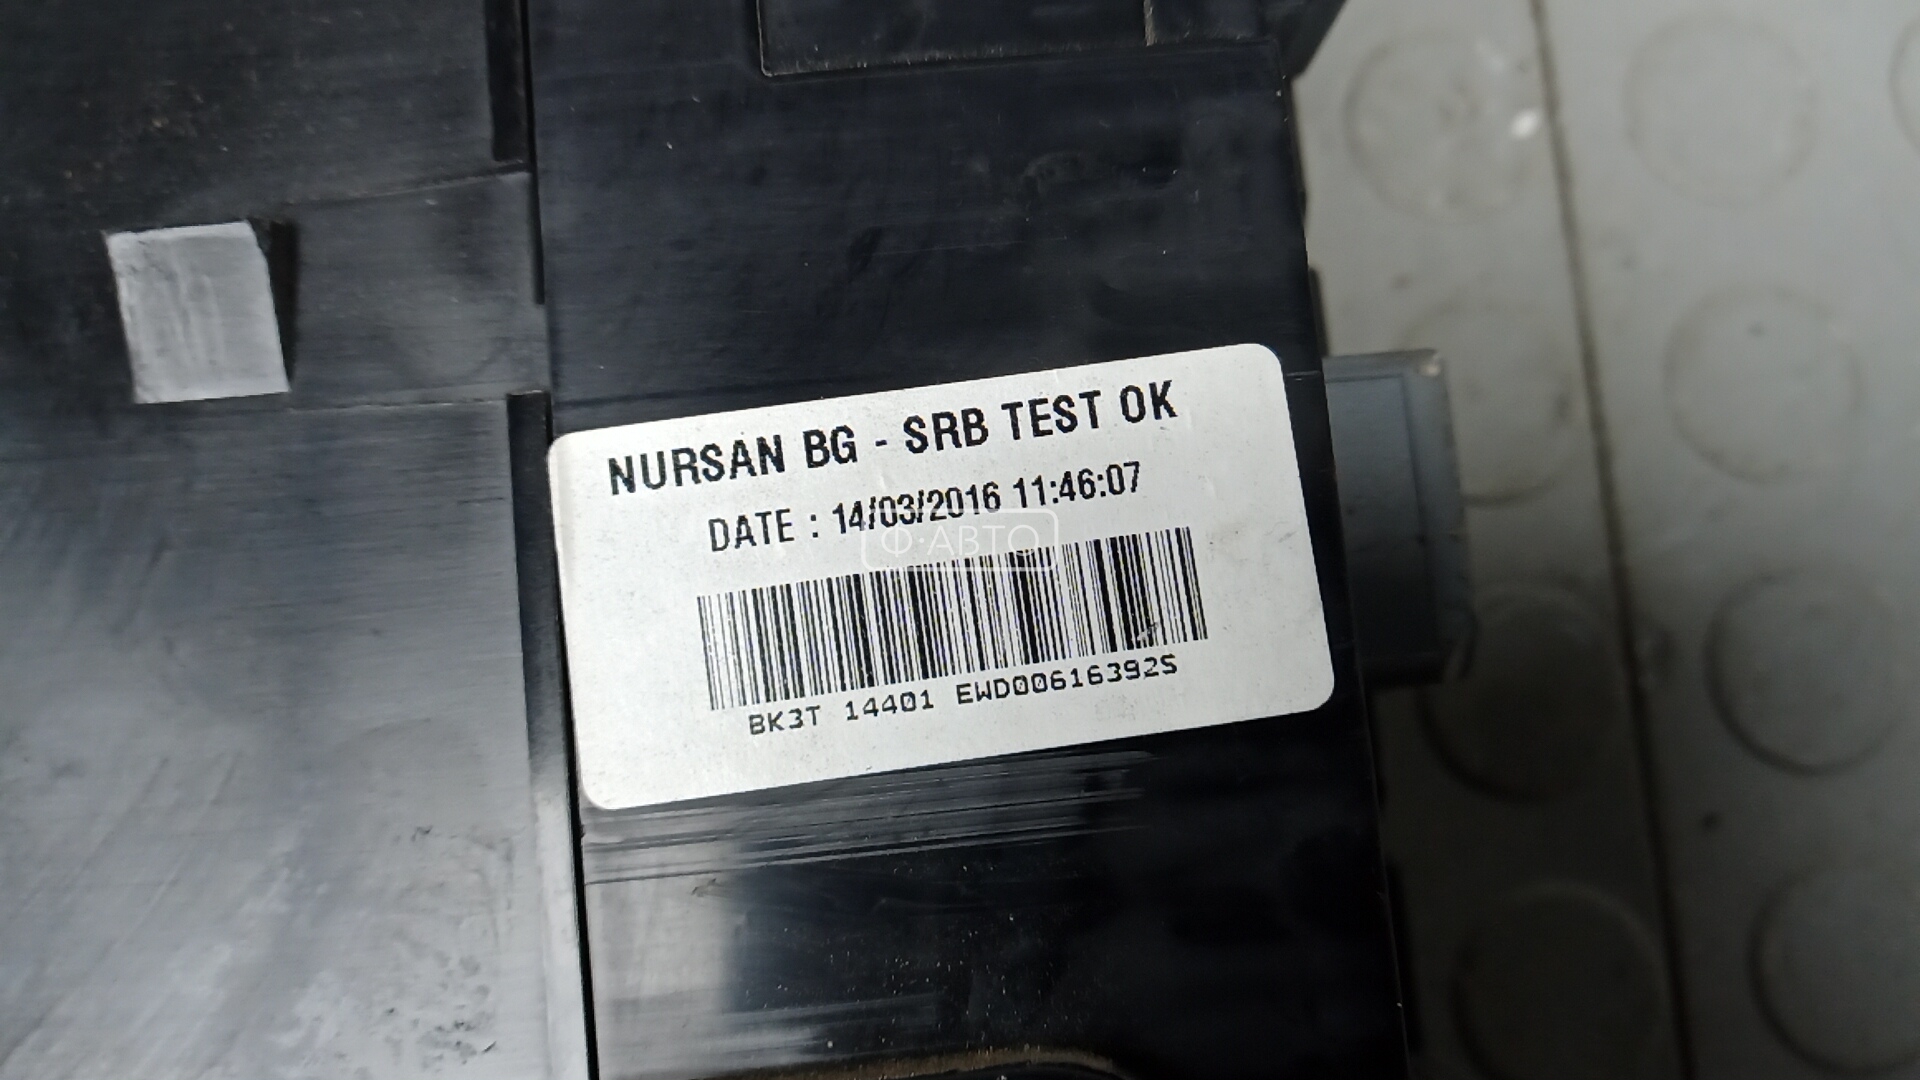 NURSAN BG - SRB TEST OK
DATE : 14/03/2016 11:46:07
Ф·АВТО
BK3T 14401 EWD00616392S